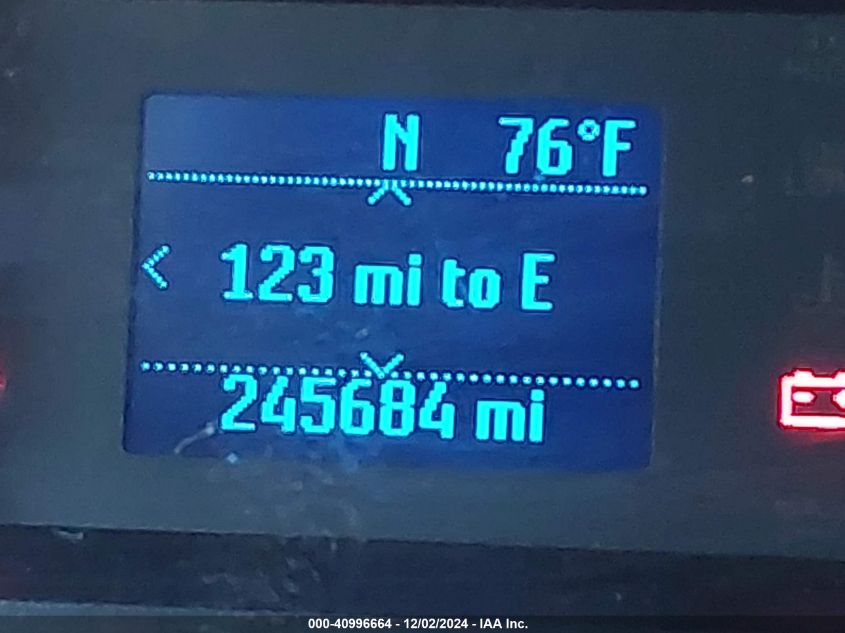 N 76°F
123 mi to E
245684 mi
000-40996664 - 12/02/2024 - IAA Inc.